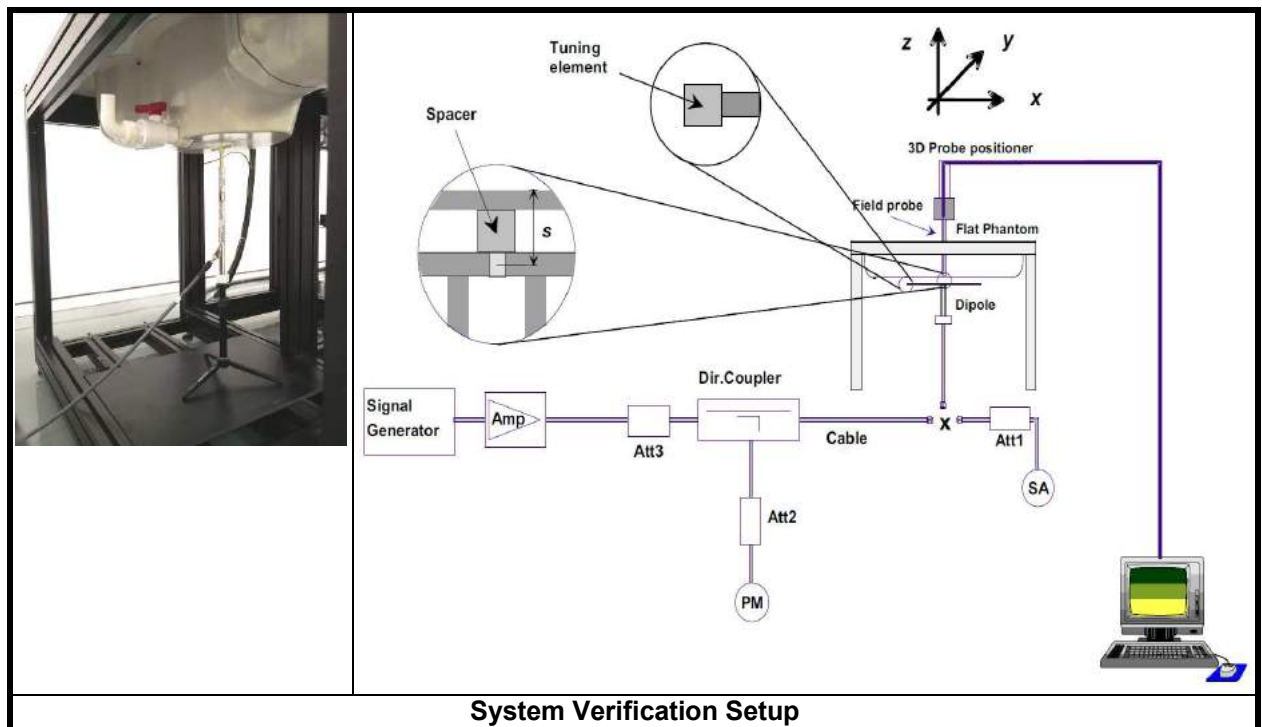 Tuning
element
z
y
x
Spacer
s
3D Probe positioner
Field probe
Flat Phantom
Dipole
Dir.Coupler
Signal
Generator
Amp
Att3
Cable
x
Att1
SA
Att2
PM
System Verification Setup